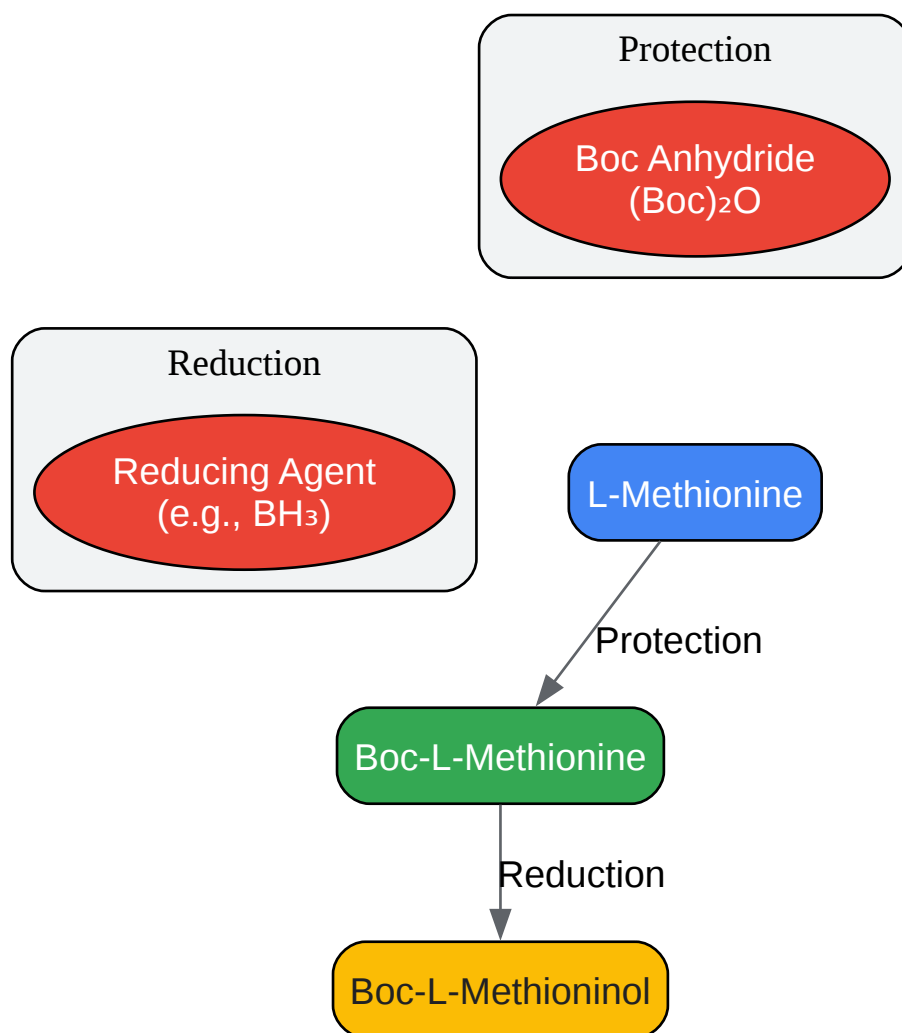 Protection
Boc Anhydride
(Boc)₂O
Reduction
Reducing Agent
(e.g., BH₃)
L-Methionine
Protection
Boc-L-Methionine
Reduction
Boc-L-Methioninol